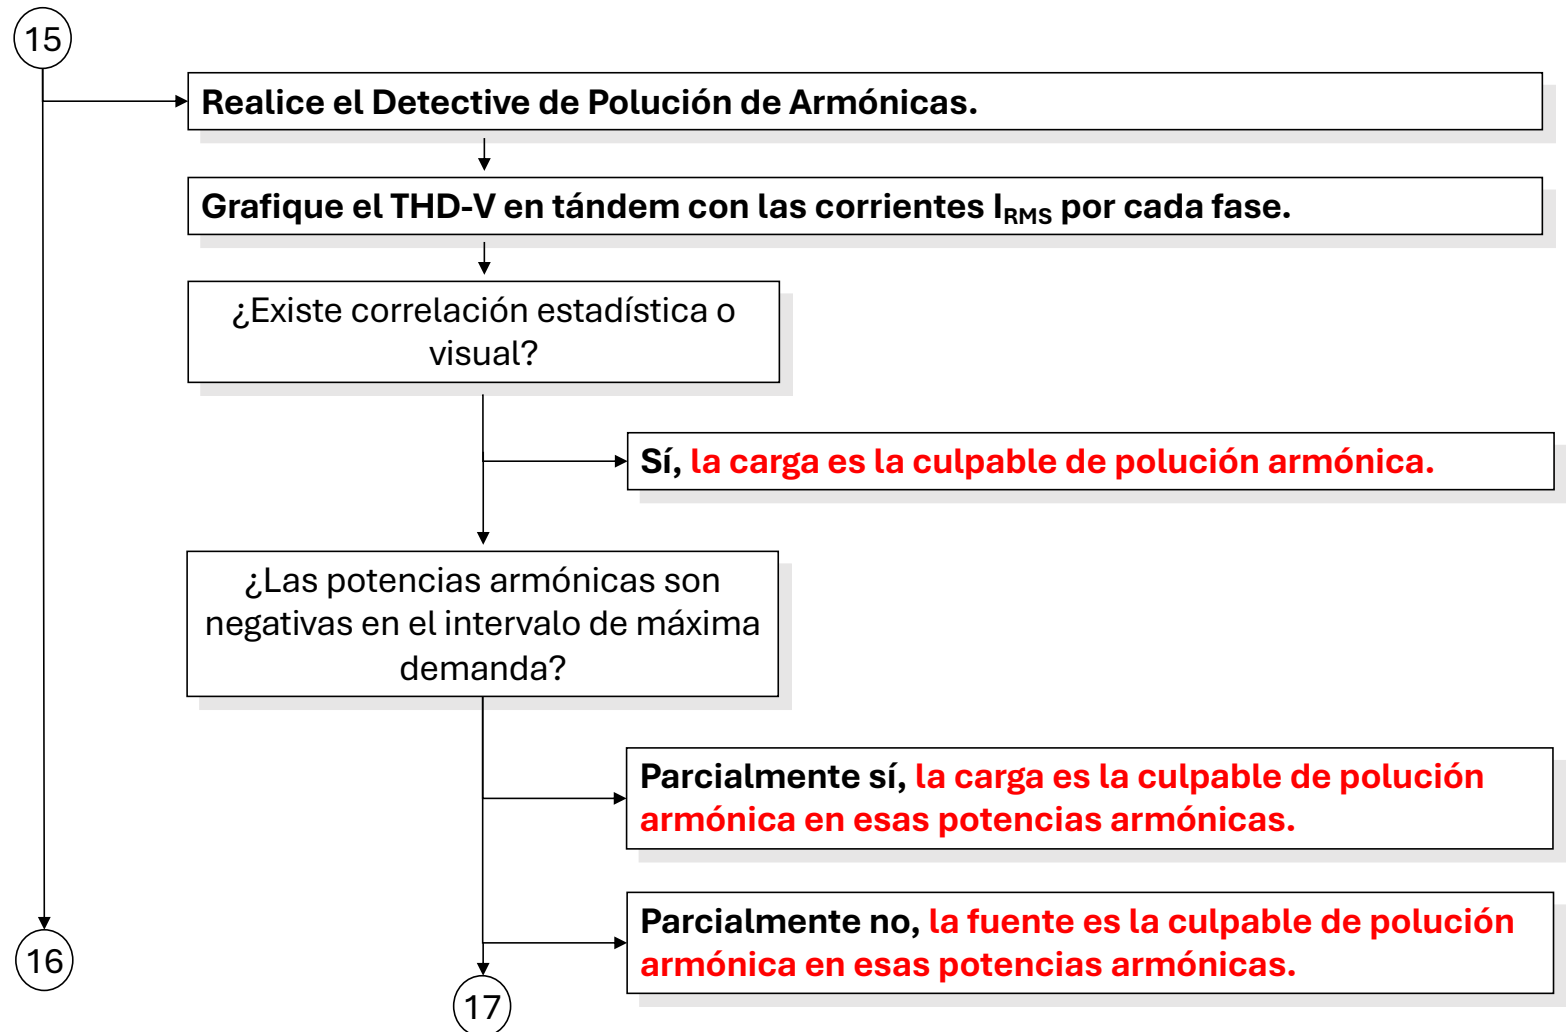 15
Realice el Detective de Polución de Armónicas.
Grafique el THD-V en tándem con las corrientes I_RMS por cada fase.
¿Existe correlación estadística o
visual?
Sí, la carga es la culpable de polución armónica.
¿Las potencias armónicas son
negativas en el intervalo de máxima
demanda?
Parcialmente sí, la carga es la culpable de polución
armónica en esas potencias armónicas.
Parcialmente no, la fuente es la culpable de polución
armónica en esas potencias armónicas.
16
17